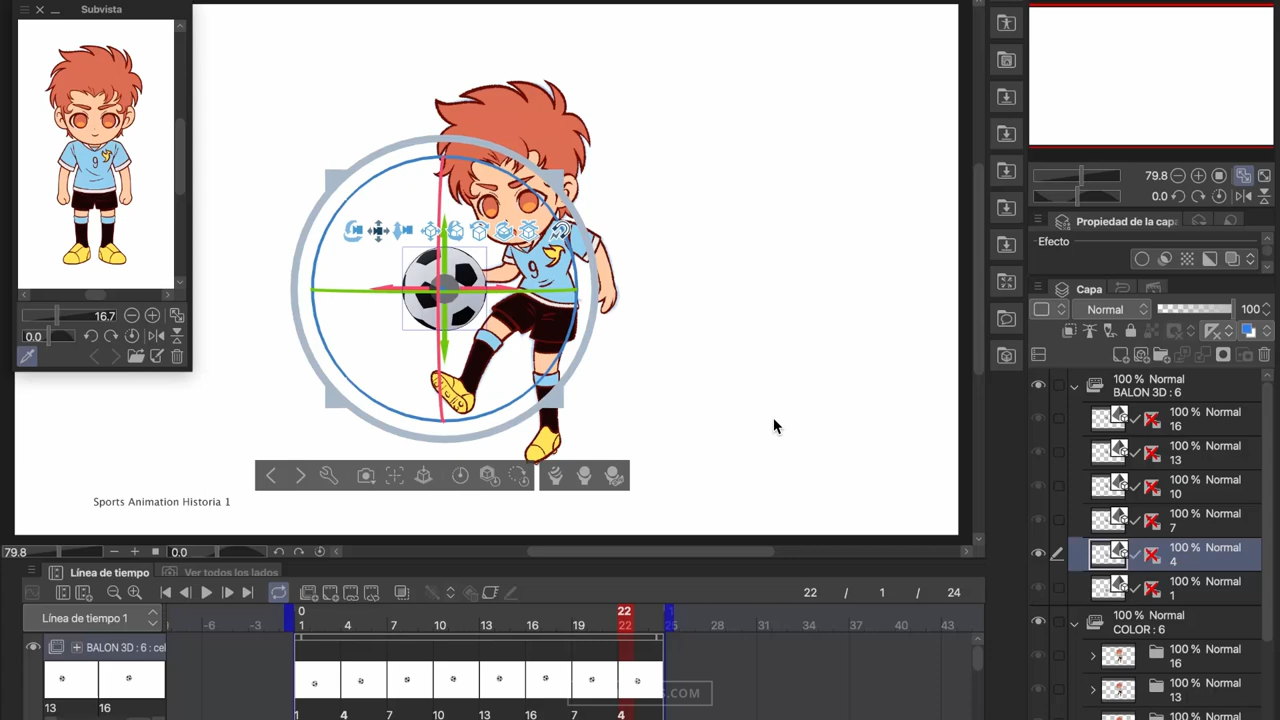 Subvista
9
16.7
0.0
9
Sports Animation Historia 1
79.8
0.0
79.8
0.0
Propiedad de la capa
Efecto
Capa
Normal
100
100 % Normal
BALON 3D : 6
100 % Normal
16
100 % Normal
13
100 % Normal
10
100 % Normal
7
100 % Normal
4
100 % Normal
1
100 % Normal
COLOR : 6
100 % Normal
16
100 % Normal
13
100 % Normal
Línea de tiempo
Ver todos los lados
22 / 1 / 24
Línea de tiempo 1
0 22
-6 -3 1 4 7 10 13 16 19 22 25 28 31 34 37 40 43
BALON 3D : 6 : cel
13 16
1 4 7 10 13 16 7 4